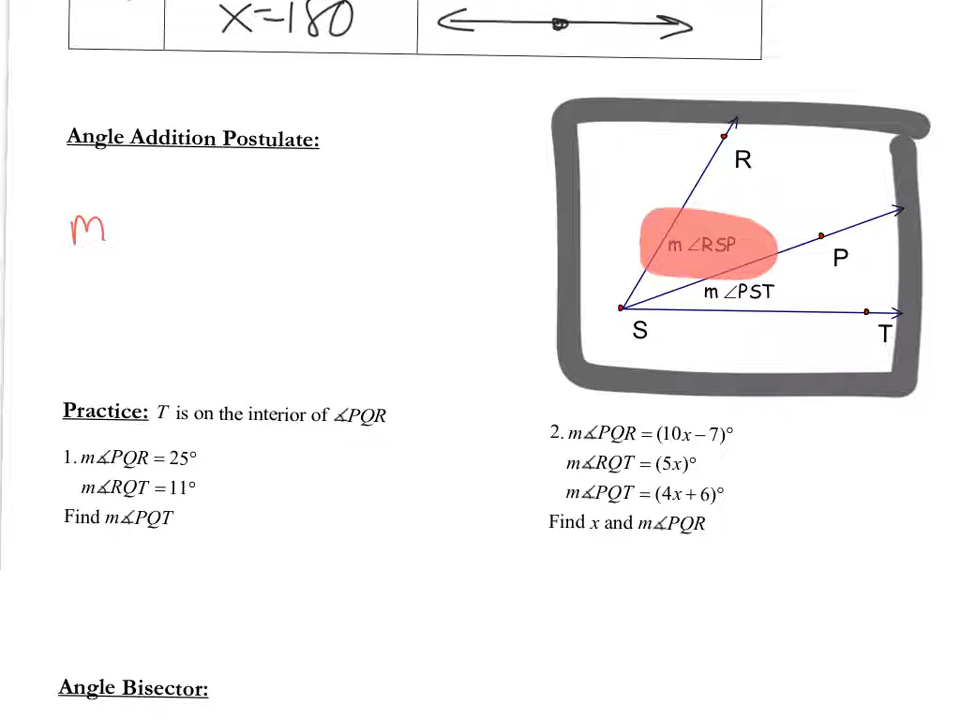 x=180
Angle Addition Postulate:
R
m
m ∠RSP
P
m ∠PST
S
T
Practice: T is on the interior of ∡PQR
1. m∡PQR = 25°
m∡RQT = 11°
Find m∡PQT
2. m∡PQR = (10x − 7)°
m∡RQT = (5x)°
m∡PQT = (4x + 6)°
Find x and m∡PQR
Angle Bisector: